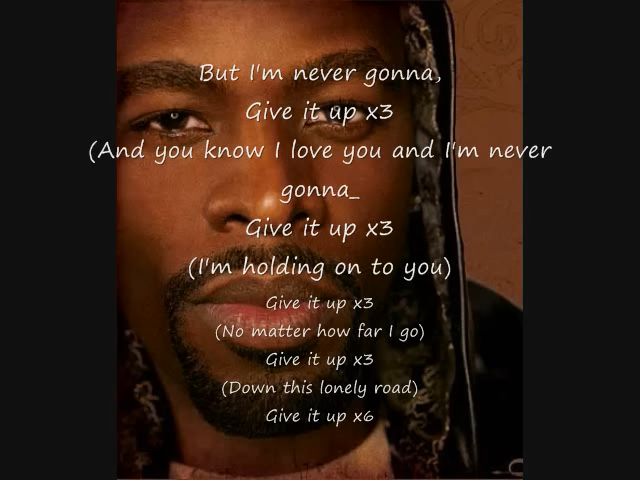 But I'm never gonna,
Give it up x3
(And you know I love you and I'm never
gonna_
Give it up x3
(I'm holding on to you)
Give it up x3
(No matter how far I go)
Give it up x3
(Down this lonely road)
Give it up x6